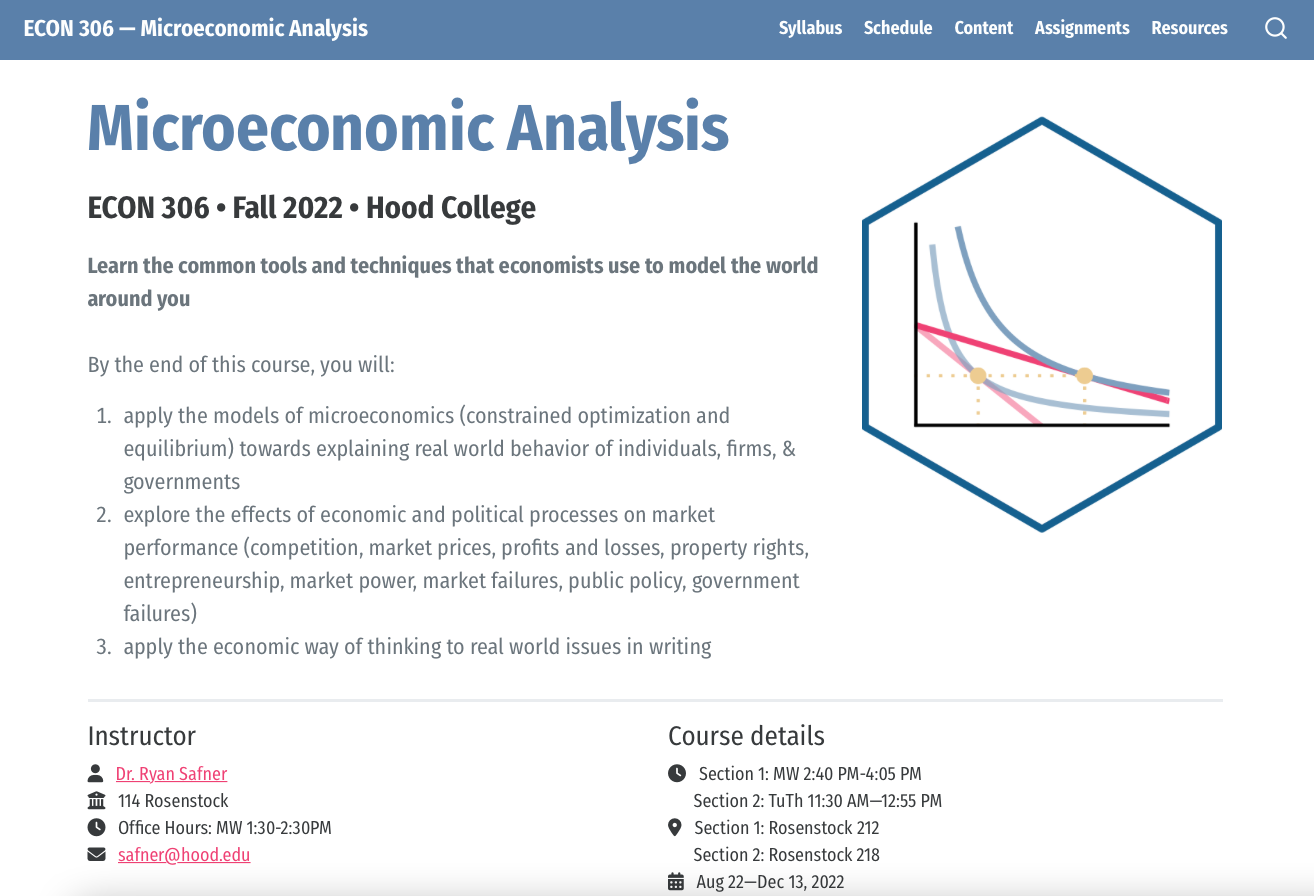 ECON 306 — Microeconomic Analysis
Syllabus Schedule Content Assignments Resources
Microeconomic Analysis
ECON 306 • Fall 2022 • Hood College
Learn the common tools and techniques that economists use to model the world
around you
By the end of this course, you will:
1. apply the models of microeconomics (constrained optimization and
equilibrium) towards explaining real world behavior of individuals, firms, &
governments
2. explore the effects of economic and political processes on market
performance (competition, market prices, profits and losses, property rights,
entrepreneurship, market power, market failures, public policy, government
failures)
3. apply the economic way of thinking to real world issues in writing
Instructor
Dr. Ryan Safner
114 Rosenstock
Office Hours: MW 1:30-2:30PM
safner@hood.edu
Course details
Section 1: MW 2:40 PM-4:05 PM
Section 2: TuTh 11:30 AM—12:55 PM
Section 1: Rosenstock 212
Section 2: Rosenstock 218
Aug 22—Dec 13, 2022